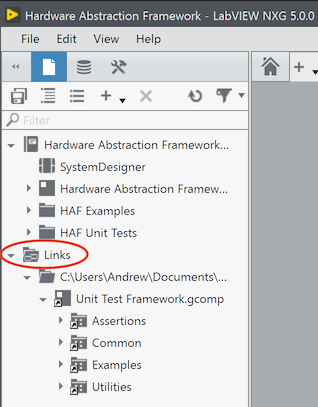 Hardware Abstraction Framework - LabVIEW NXG 5.0.0
File Edit View Help
Filter
Hardware Abstraction Framework...
SystemDesigner
Hardware Abstraction Framew...
HAF Examples
HAF Unit Tests
Links
C:\Users\Andrew\Documents\...
Unit Test Framework.gcomp
Assertions
Common
Examples
Utilities